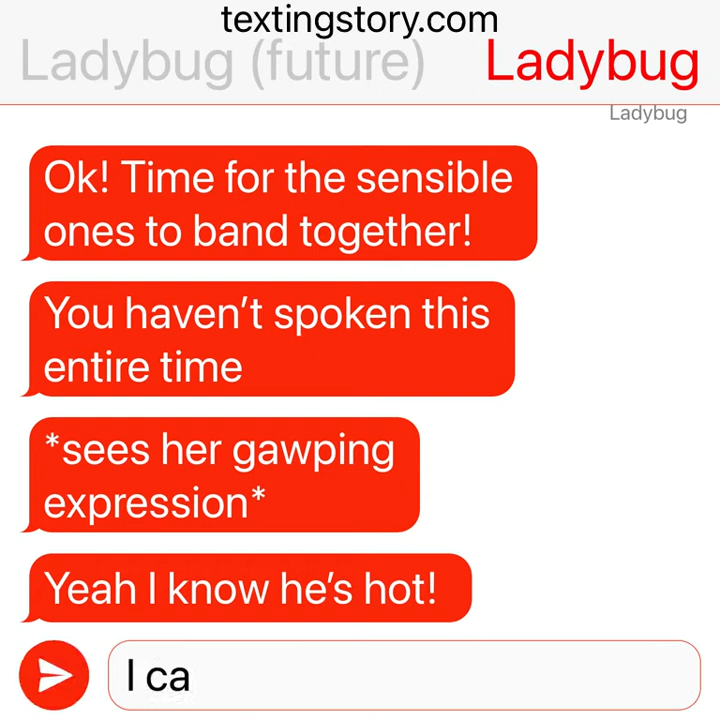 textingstory.com
Ladybug (future) Ladybug
Ladybug
Ok! Time for the sensible
ones to band together!
You haven’t spoken this
entire time
*sees her gawping
expression*
Yeah I know he’s hot!
I ca